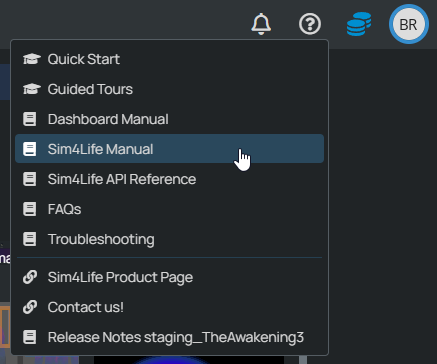 BR
Quick Start
Guided Tours
Dashboard Manual
Sim4Life Manual
Sim4Life API Reference
FAQs
Troubleshooting
Sim4Life Product Page
Contact us!
Release Notes staging_TheAwakening3